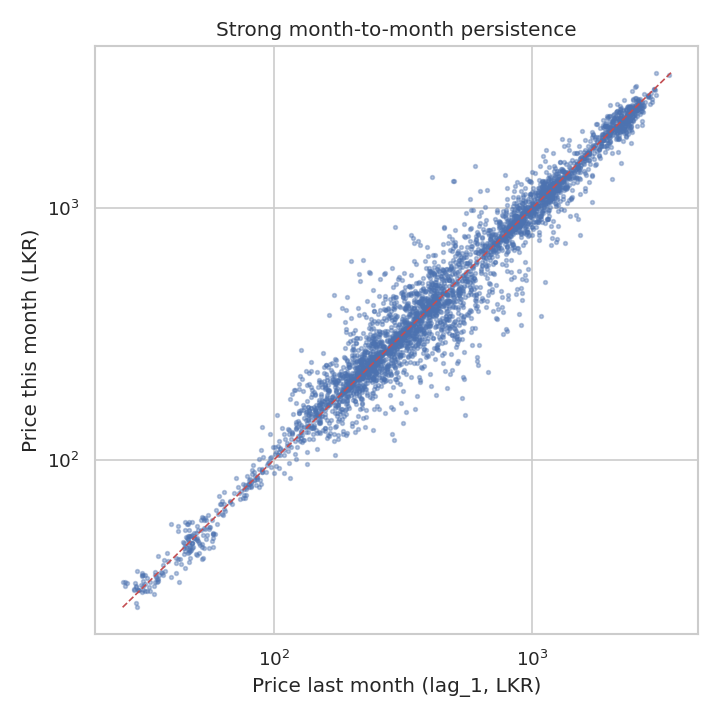 Strong month-to-month persistence
Price this month (LKR)
10³
10²
10²
10³
Price last month (lag_1, LKR)